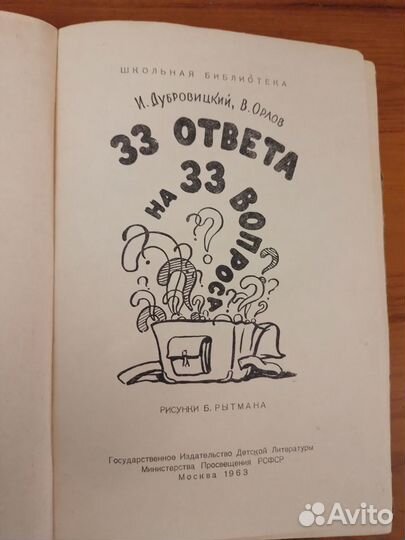 ШКОЛЬНАЯ БИБЛИОТЕКА
И. ДУБРОВИЦКИЙ, В. ОРЛОВ
33 ОТВЕТА
НА 33 ВОПРОСА
РИСУНКИ Б. РЫТМАНА
Государственное Издательство Детской Литературы
Министерства Просвещения РСФСР
Москва 1963
Avito